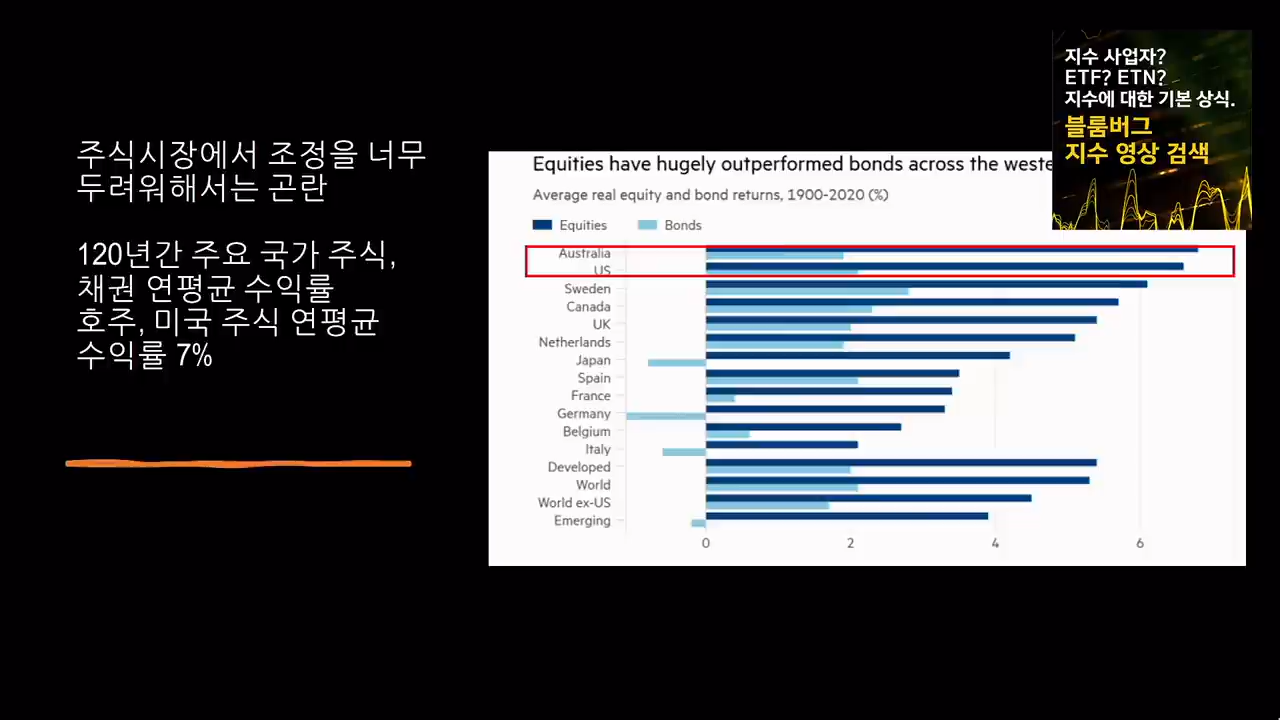 주식시장에서 조정을 너무
두려워해서는 곤란
120년간 주요 국가 주식,
채권 연평균 수익률
호주, 미국 주식 연평균
수익률 7%
지수 사업자?
ETF? ETN?
지수에 대한 기본 상식.
블룸버그
지수 영상 검색
Equities have hugely outperformed bonds across the
Average real equity and bond returns, 1900-2020 (%)
Equities Bonds
Australia
US
Sweden
Canada
UK
Netherlands
Japan
Spain
France
Germany
Belgium
Italy
Developed
World
World ex-US
Emerging
0 2 4 6